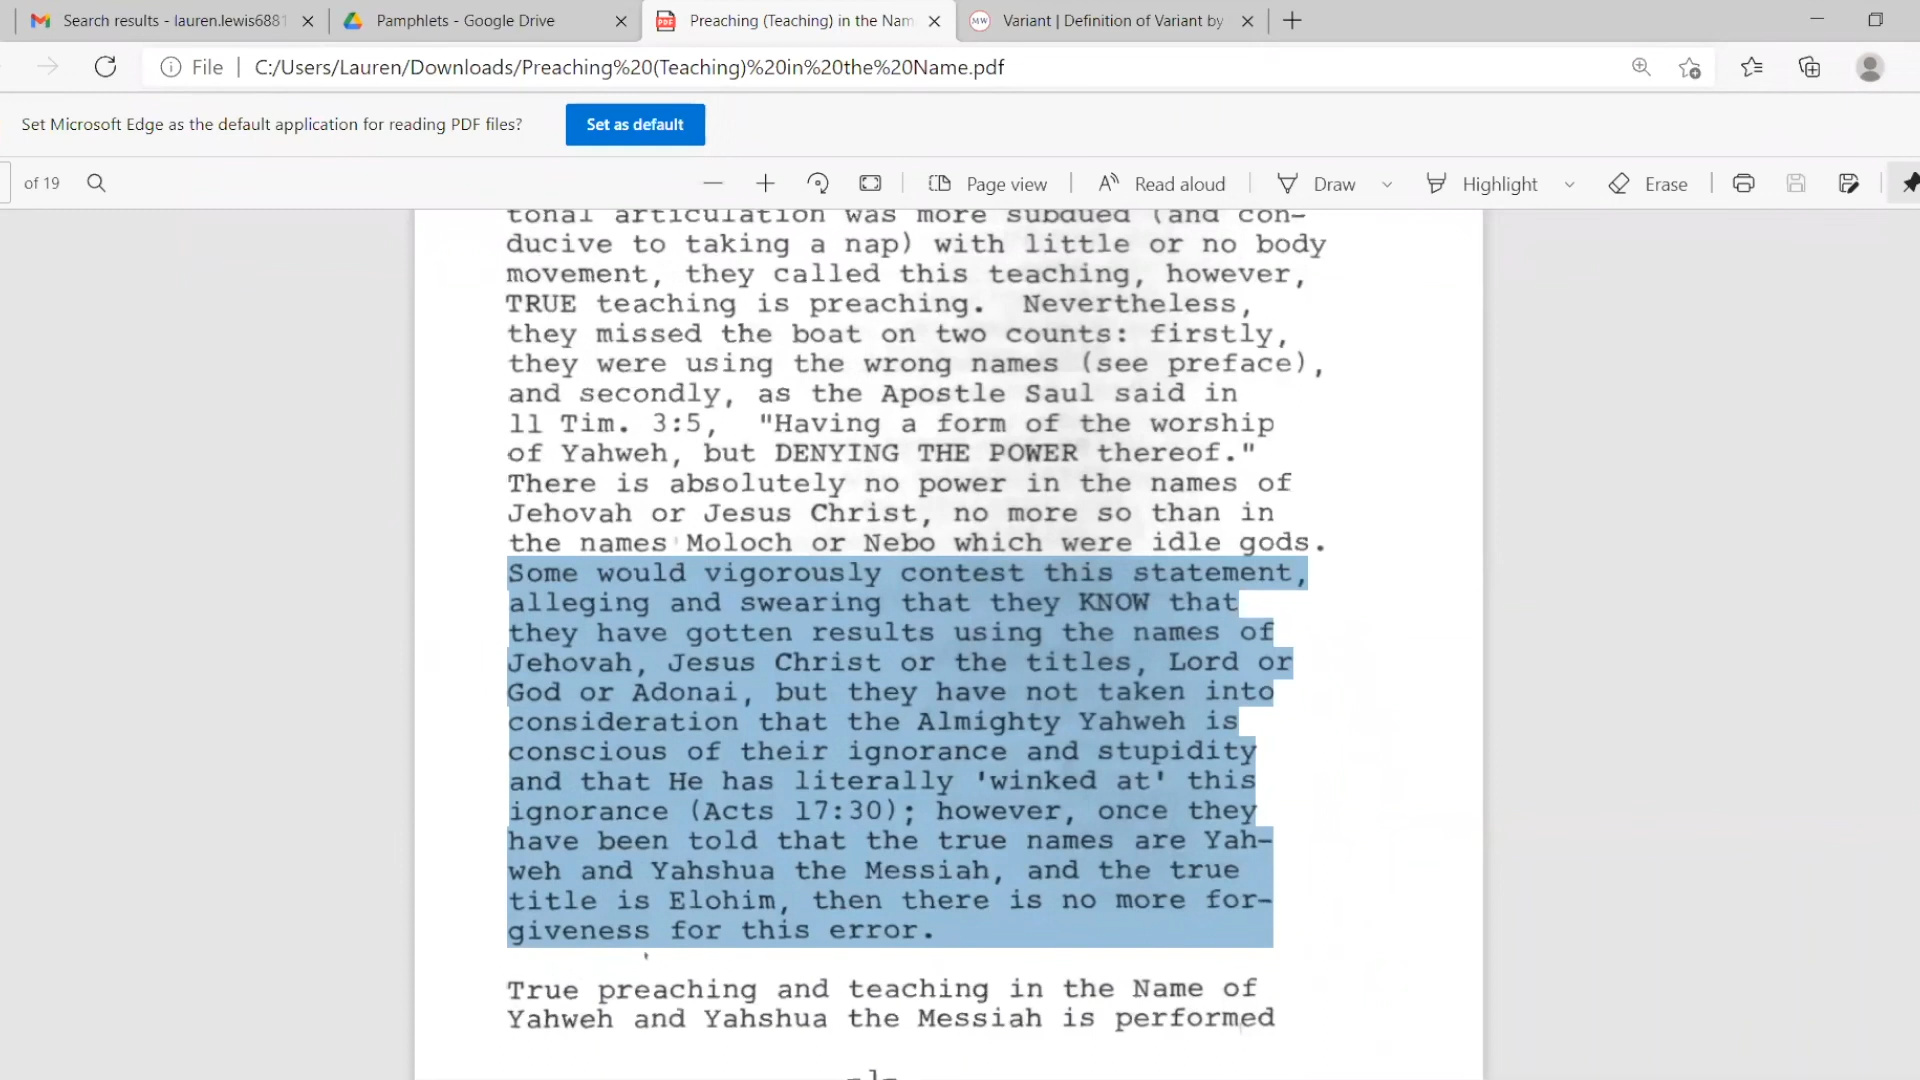 Search results - lauren.lewis6881
Pamphlets - Google Drive
Preaching (Teaching) in the Nam
Variant | Definition of Variant by
File
C:/Users/Lauren/Downloads/Preaching%20(Teaching)%20in%20the%20Name.pdf
Set Microsoft Edge as the default application for reading PDF files?
Set as default
of 19
Page view
Read aloud
Draw
Highlight
Erase
tonal articulation was more subdued (and con-
ducive to taking a nap) with little or no body
movement, they called this teaching, however,
TRUE teaching is preaching. Nevertheless,
they missed the boat on two counts: firstly,
they were using the wrong names (see preface),
and secondly, as the Apostle Saul said in
11 Tim. 3:5, "Having a form of the worship
of Yahweh, but DENYING THE POWER thereof."
There is absolutely no power in the names of
Jehovah or Jesus Christ, no more so than in
the names Moloch or Nebo which were idle gods.
Some would vigorously contest this statement,
alleging and swearing that they KNOW that
they have gotten results using the names of
Jehovah, Jesus Christ or the titles, Lord or
God or Adonai, but they have not taken into
consideration that the Almighty Yahweh is
conscious of their ignorance and stupidity
and that He has literally 'winked at' this
ignorance (Acts 17:30); however, once they
have been told that the true names are Yah-
weh and Yahshua the Messiah, and the true
title is Elohim, then there is no more for-
giveness for this error.
True preaching and teaching in the Name of
Yahweh and Yahshua the Messiah is performed
-1-